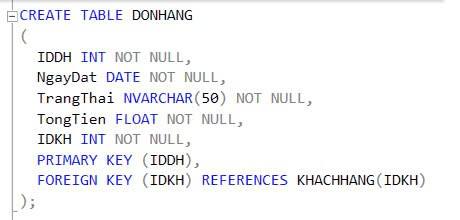 CREATE TABLE DONHANG
(
IDDH INT NOT NULL,
NgayDat DATE NOT NULL,
TrangThai NVARCHAR(50) NOT NULL,
TongTien FLOAT NOT NULL,
IDKH INT NOT NULL,
PRIMARY KEY (IDDH),
FOREIGN KEY (IDKH) REFERENCES KHACHHANG(IDKH)
);